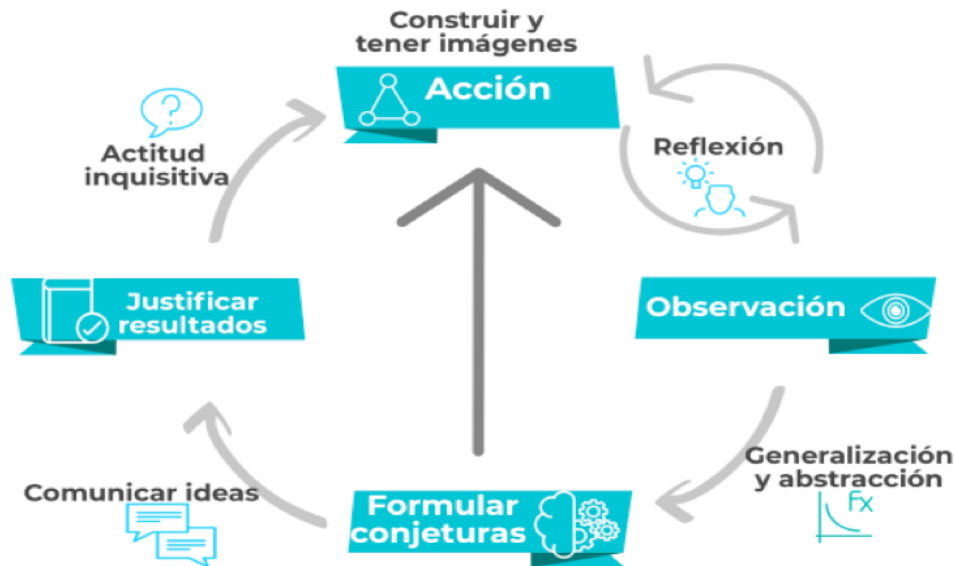 Construir y
tener imágenes
Acción
?
Actitud
inquisitiva
Reflexión
Justificar
resultados
Observación
Generalización
y abstracción
Fx
Comunicar ideas
Formular
conjeturas